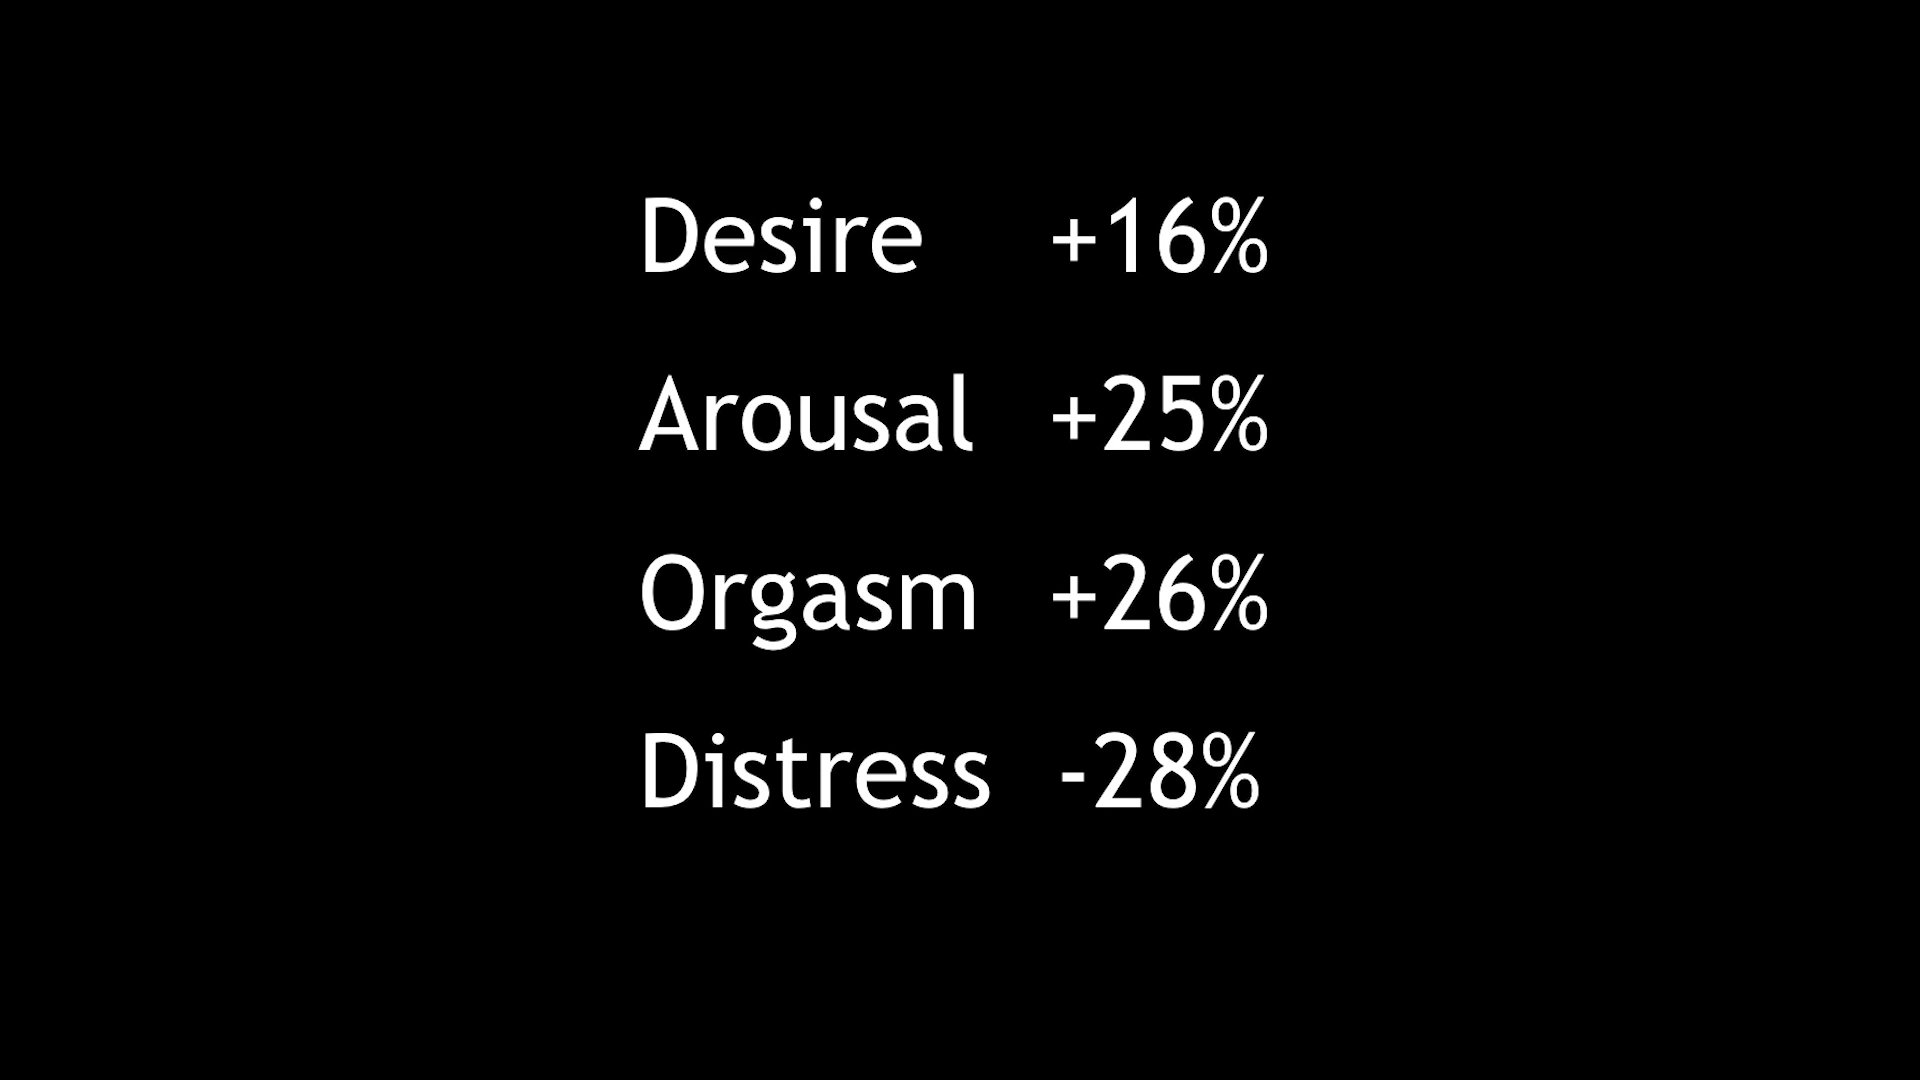 Desire +16%
Arousal +25%
Orgasm +26%
Distress -28%